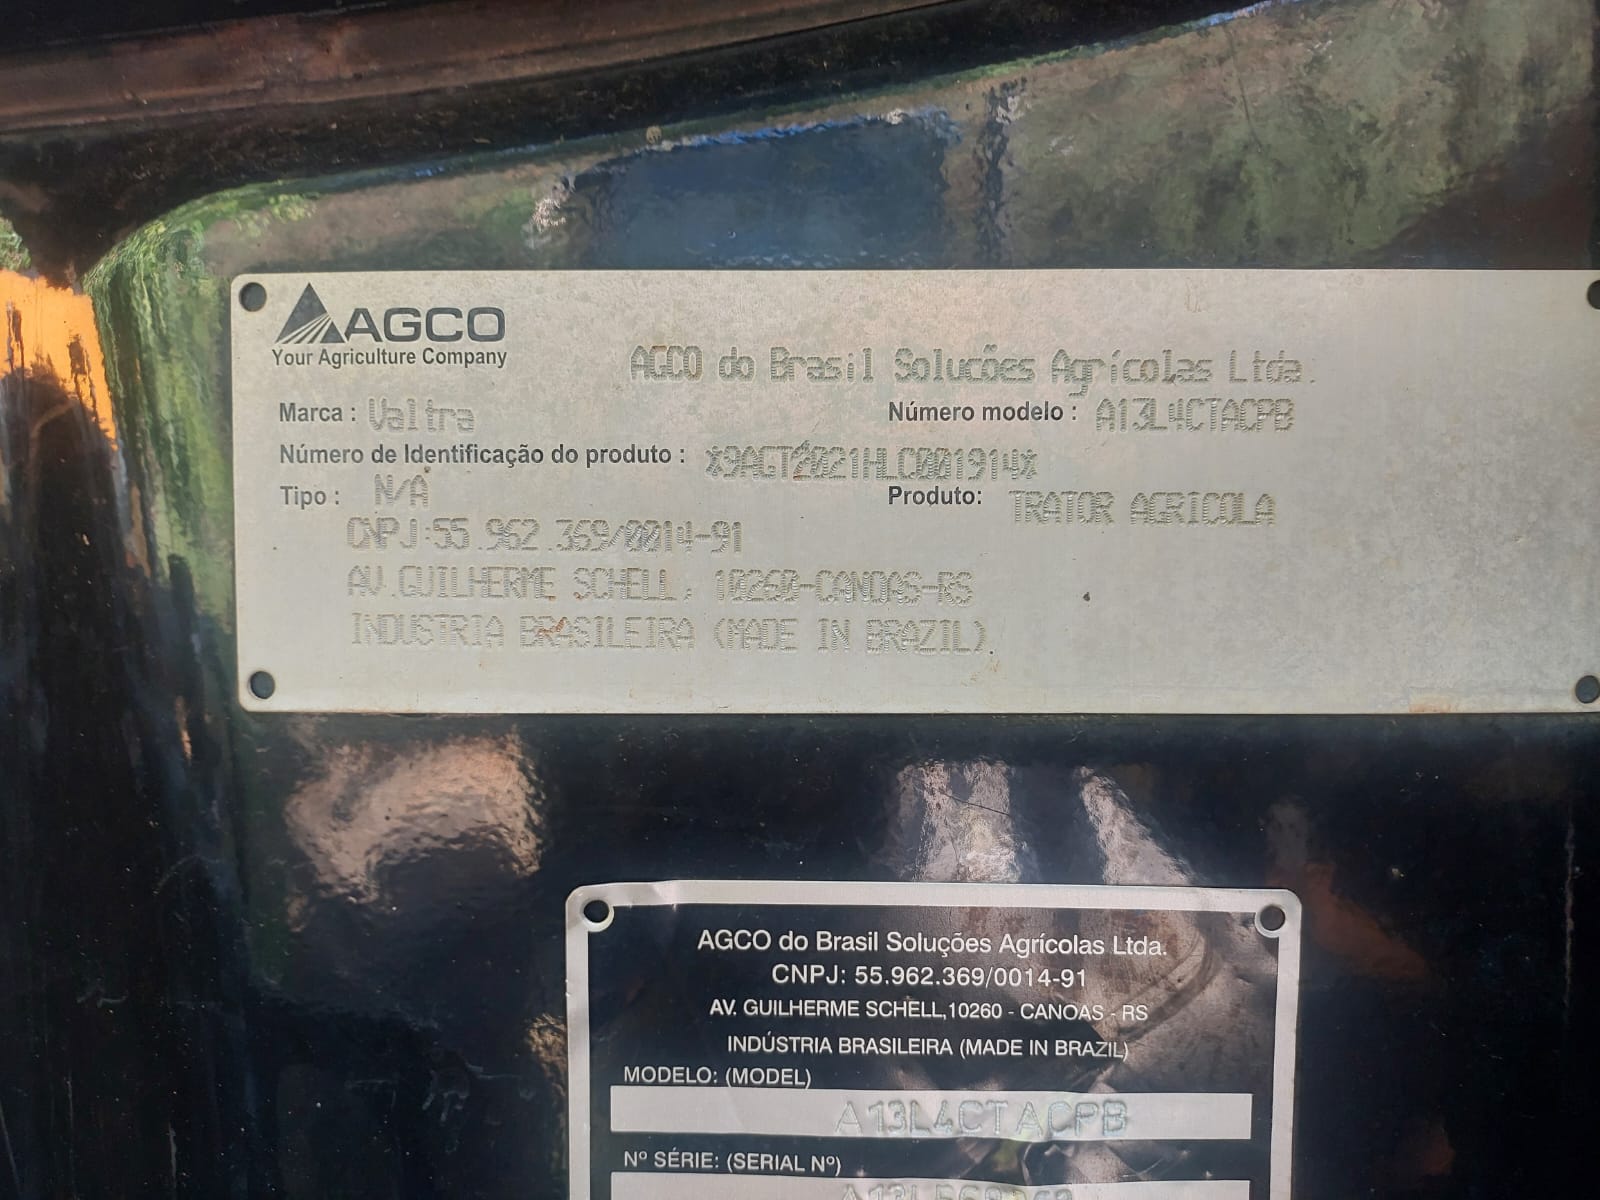 AGCO
Your Agriculture Company
AGCO do Brasil Soluções Agrícolas Ltda.
Marca : Valtra Número modelo : A13L4CTACPB
Número de Identificação do produto : *9AGT2021HLC001914*
Tipo : N/A Produto: TRATOR AGRICOLA
CNPJ:55.962.369/0014-91
AV.GUILHERME SCHELL, 10260-CANOAS-RS
INDUSTRIA BRASILEIRA (MADE IN BRAZIL).
AGCO do Brasil Soluções Agrícolas Ltda.
CNPJ: 55.962.369/0014-91
AV. GUILHERME SCHELL,10260 - CANOAS - RS
INDÚSTRIA BRASILEIRA (MADE IN BRAZIL)
MODELO: (MODEL)
A13L4CTACPB
Nº SÉRIE: (SERIAL Nº)